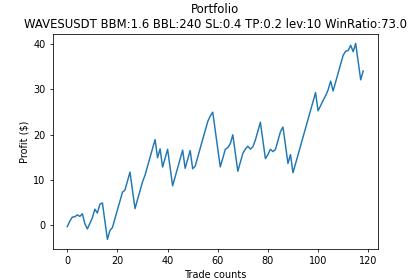 Portfolio
WAVESUSDT BBM:1.6 BBL:240 SL:0.4 TP:0.2 lev:10 WinRatio:73.0
40
30
20
10
0
Profit ($)
0 20 40 60 80 100 120
Trade counts